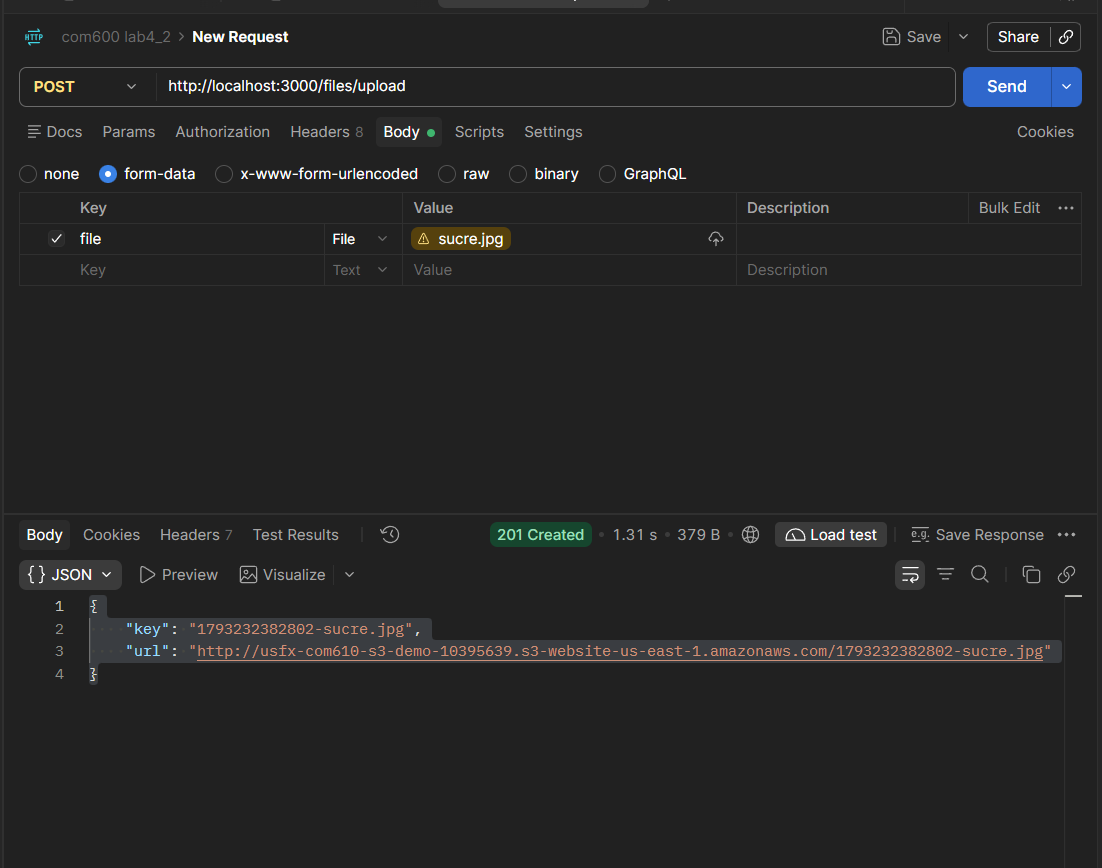 HTTP com600 lab4_2 > New Request Save Share
POST http://localhost:3000/files/upload Send
Docs Params Authorization Headers 8 Body Scripts Settings Cookies
none form-data x-www-form-urlencoded raw binary GraphQL
Key Value Description Bulk Edit
file File sucre.jpg
Key Text Value Description
Body Cookies Headers 7 Test Results 201 Created 1.31 s 379 B Load test e.g. Save Response
{} JSON Preview Visualize
1 {
2 "key": "1793232382802-sucre.jpg",
3 "url": "http://usfx-com610-s3-demo-10395639.s3-website-us-east-1.amazonaws.com/1793232382802-sucre.jpg"
4 }